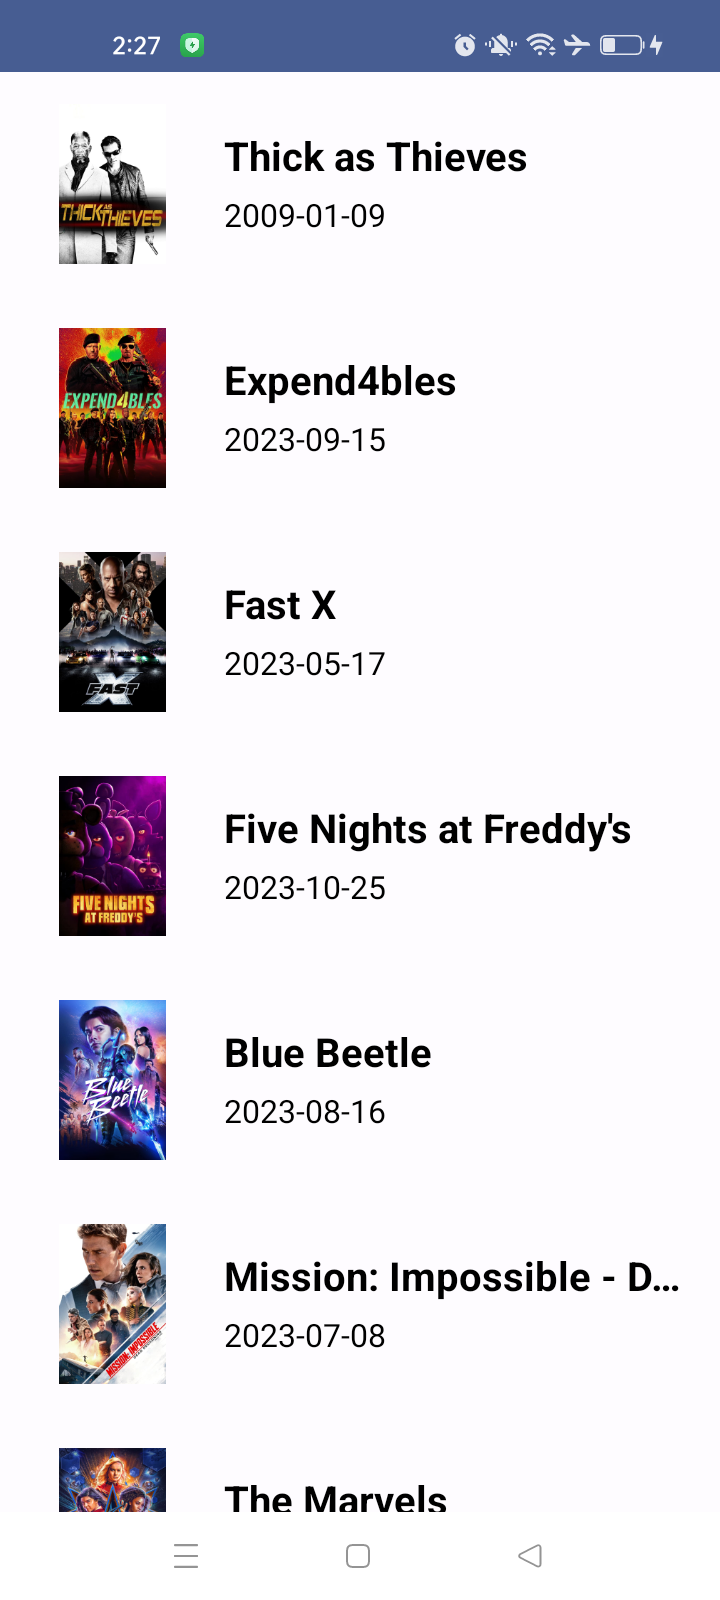 2:27
THICK AS THIEVES
Thick as Thieves
2009-01-09
EXPEND4BLES
Expend4bles
2023-09-15
FAST X
Fast X
2023-05-17
FIVE NIGHTS
AT FREDDY'S
Five Nights at Freddy's
2023-10-25
Blue
Beetle
Blue Beetle
2023-08-16
MISSION: IMPOSSIBLE
Mission: Impossible - D...
2023-07-08
The Marvels